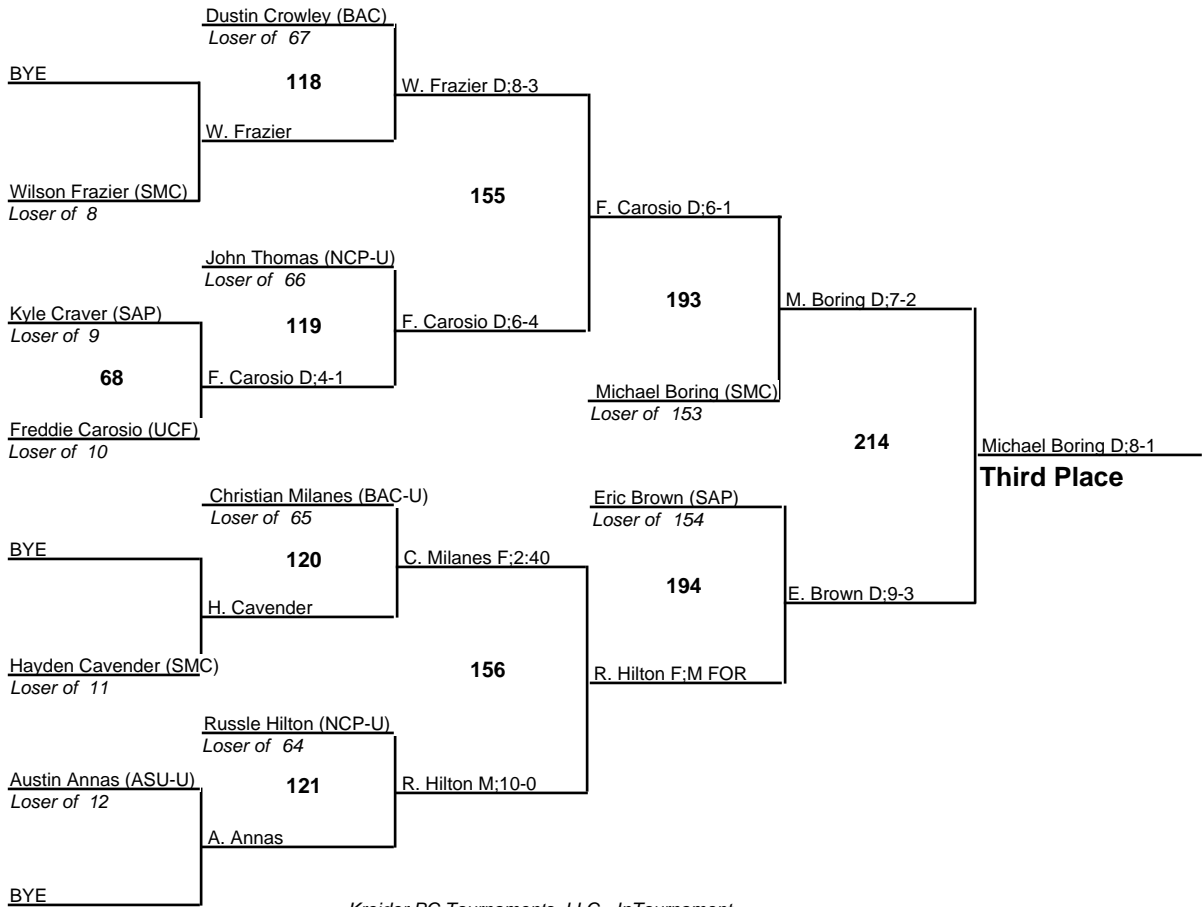 Dustin Crowley (BAC)
Loser of 67
BYE
118
W. Frazier D;8-3
W. Frazier
Wilson Frazier (SMC)
Loser of 8
155
F. Carosio D;6-1
John Thomas (NCP-U)
Loser of 66
193
M. Boring D;7-2
Kyle Craver (SAP)
Loser of 9
119
F. Carosio D;6-4
68
F. Carosio D;4-1
Michael Boring (SMC)
Loser of 153
Freddie Carosio (UCF)
Loser of 10
214
Michael Boring D;8-1
Third Place
Christian Milanes (BAC-U)
Loser of 65
Eric Brown (SAP)
Loser of 154
BYE
120
C. Milanes F;2:40
194
E. Brown D;9-3
H. Cavender
Hayden Cavender (SMC)
Loser of 11
156
R. Hilton F;M FOR
Russle Hilton (NCP-U)
Loser of 64
Austin Annas (ASU-U)
Loser of 12
121
R. Hilton M;10-0
A. Annas
BYE